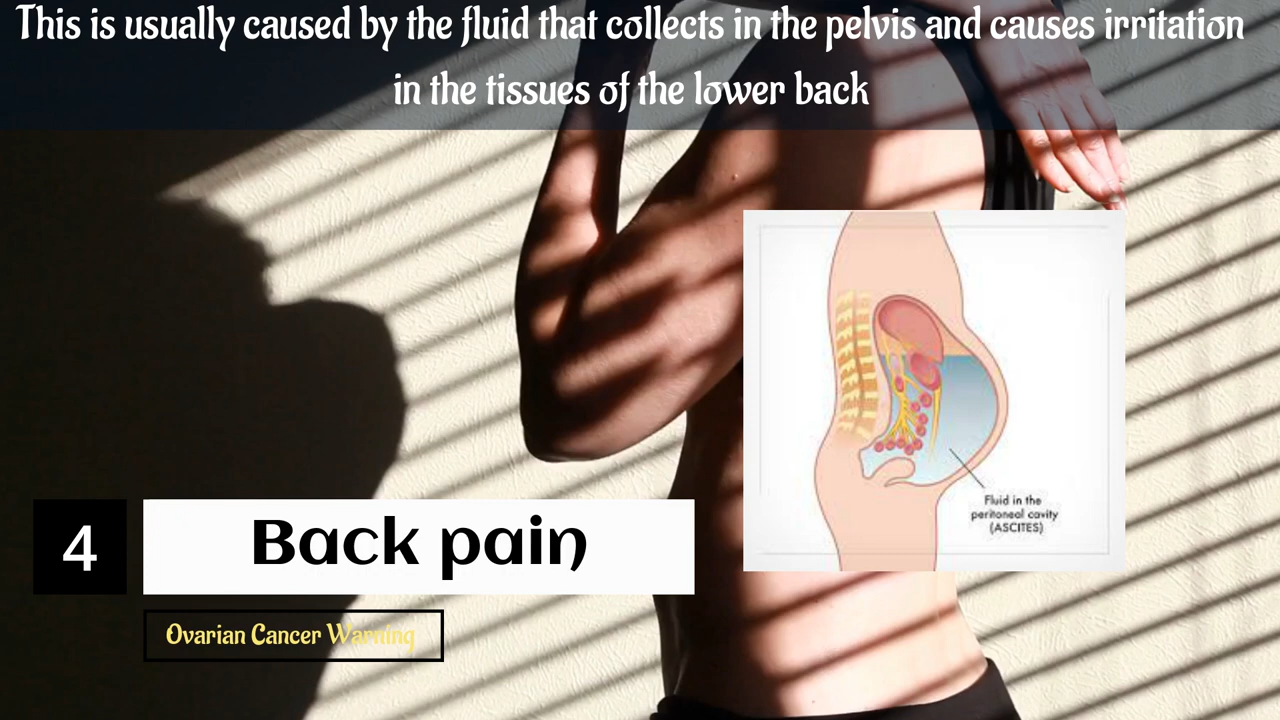 This is usually caused by the fluid that collects in the pelvis and causes irritation
in the tissues of the lower back
Fluid in the
peritoneal cavity
(ASCITES)
4
Back pain
Ovarian Cancer Warning